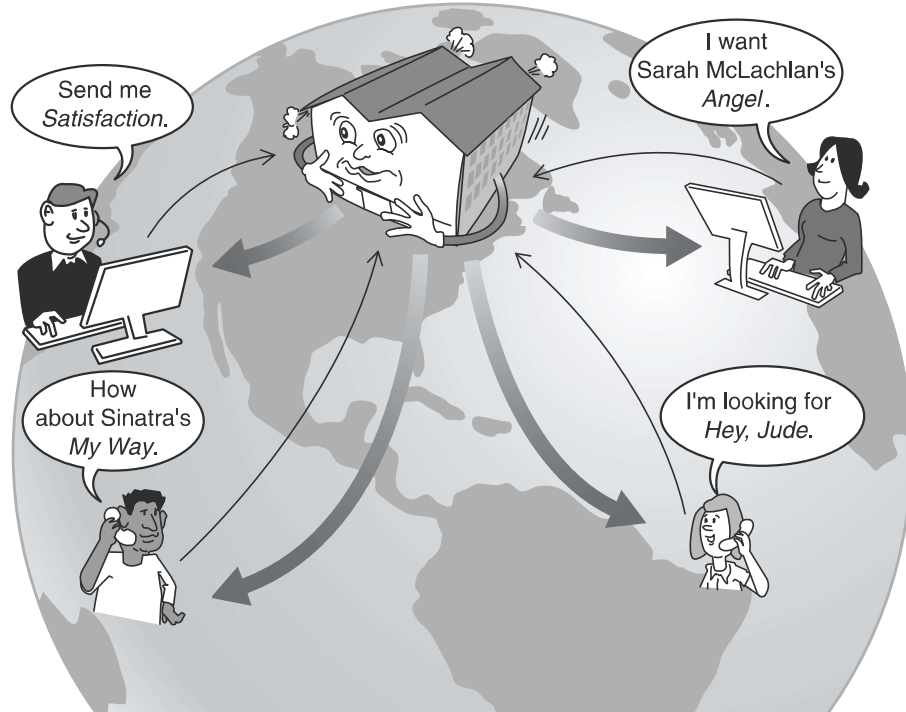 Send me
Satisfaction.
I want
Sarah McLachlan's
Angel.
How
about Sinatra's
My Way.
I'm looking for
Hey, Jude.